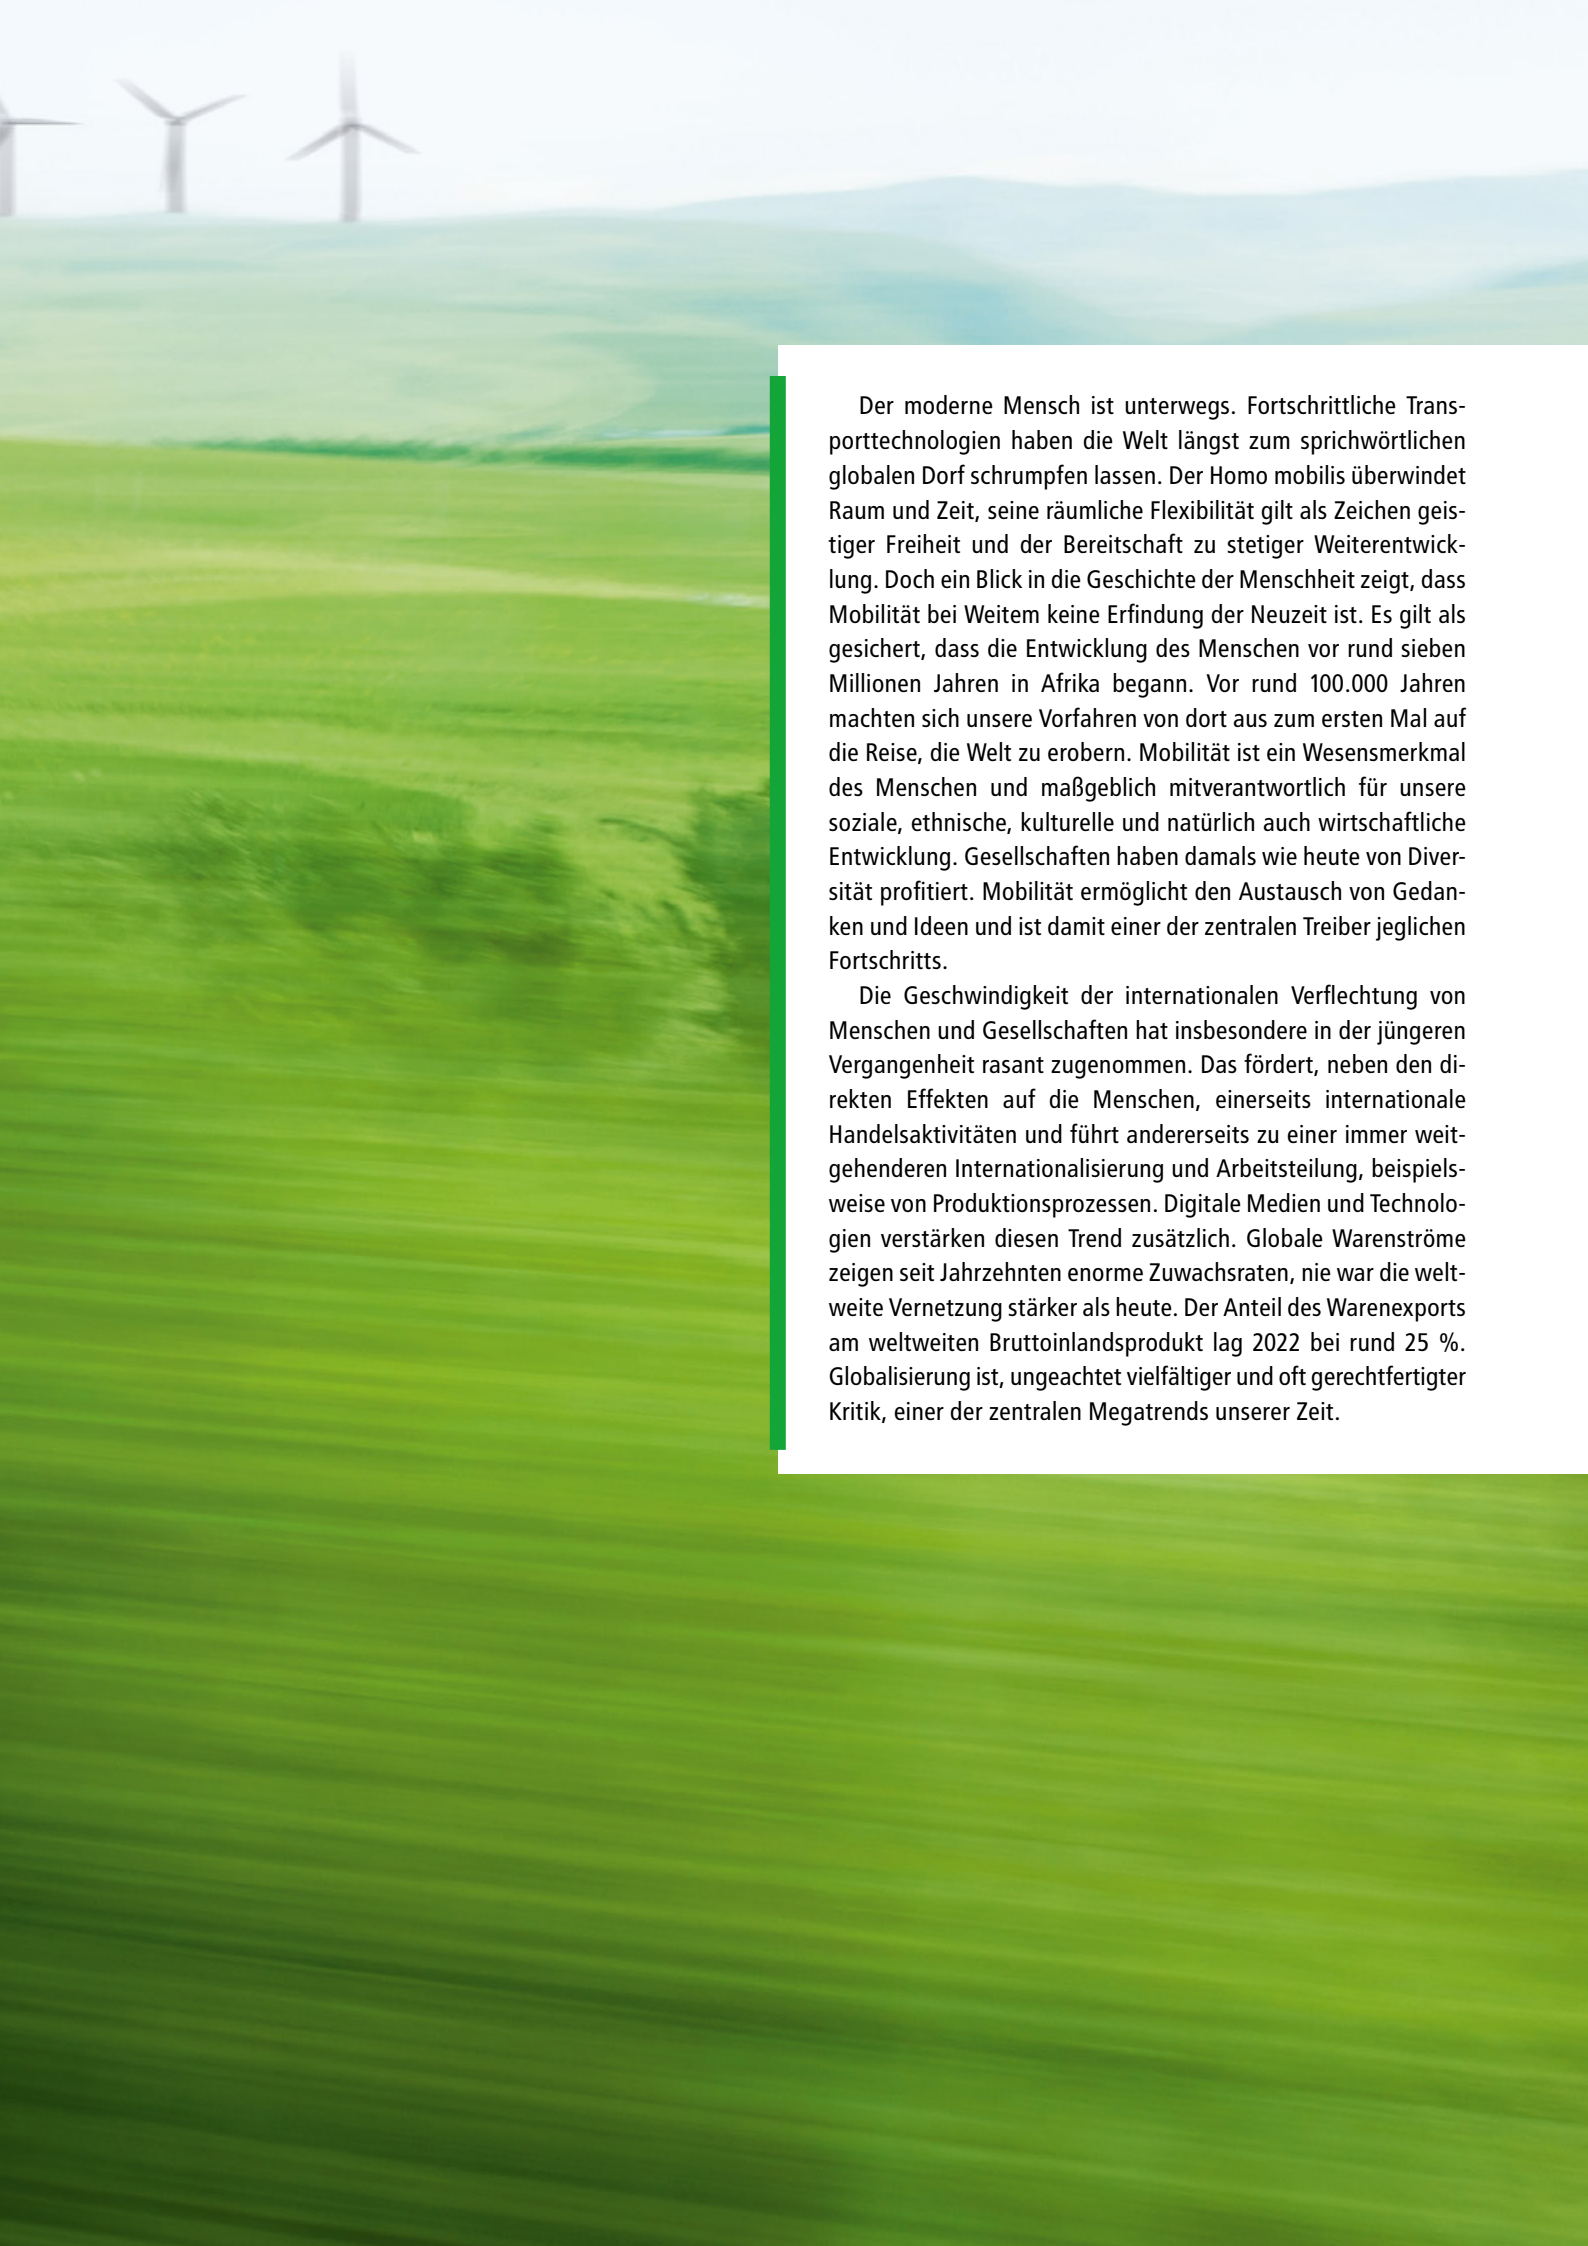 Der moderne Mensch ist unterwegs. Fortschrittliche Trans-
porttechnologien haben die Welt längst zum sprichwörtlichen
globalen Dorf schrumpfen lassen. Der Homo mobilis überwindet
Raum und Zeit, seine räumliche Flexibilität gilt als Zeichen geis-
tiger Freiheit und der Bereitschaft zu stetiger Weiterentwick-
lung. Doch ein Blick in die Geschichte der Menschheit zeigt, dass
Mobilität bei Weitem keine Erfindung der Neuzeit ist. Es gilt als
gesichert, dass die Entwicklung des Menschen vor rund sieben
Millionen Jahren in Afrika begann. Vor rund 100.000 Jahren
machten sich unsere Vorfahren von dort aus zum ersten Mal auf
die Reise, die Welt zu erobern. Mobilität ist ein Wesensmerkmal
des Menschen und maßgeblich mitverantwortlich für unsere
soziale, ethnische, kulturelle und natürlich auch wirtschaftliche
Entwicklung. Gesellschaften haben damals wie heute von Diver-
sität profitiert. Mobilität ermöglicht den Austausch von Gedan-
ken und Ideen und ist damit einer der zentralen Treiber jeglichen
Fortschritts.
Die Geschwindigkeit der internationalen Verflechtung von
Menschen und Gesellschaften hat insbesondere in der jüngeren
Vergangenheit rasant zugenommen. Das fördert, neben den di-
rekten Effekten auf die Menschen, einerseits internationale
Handelsaktivitäten und führt andererseits zu einer immer weit-
gehenderen Internationalisierung und Arbeitsteilung, beispiels-
weise von Produktionsprozessen. Digitale Medien und Technolo-
gien verstärken diesen Trend zusätzlich. Globale Warenströme
zeigen seit Jahrzehnten enorme Zuwachsraten, nie war die welt-
weite Vernetzung stärker als heute. Der Anteil des Warenexports
am weltweiten Bruttoinlandsprodukt lag 2022 bei rund 25 %.
Globalisierung ist, ungeachtet vielfältiger und oft gerechtfertigter
Kritik, einer der zentralen Megatrends unserer Zeit.